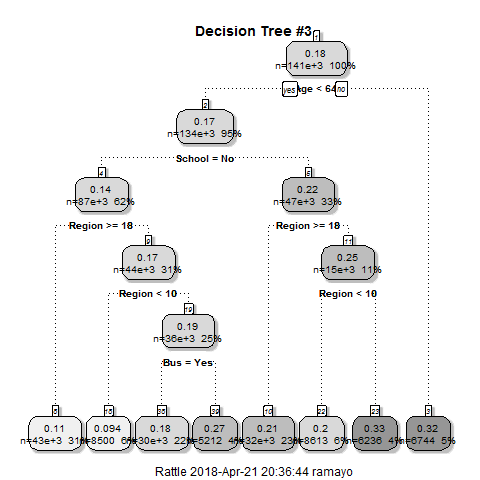 Decision Tree #3
1
0.18
n=141e+3 100%
yes Age < 64 no
2
0.17
n=134e+3 95%
School = No
4
0.14
n=87e+3 62%
5
0.22
n=47e+3 33%
Region >= 18
Region >= 18
9
0.17
n=44e+3 31%
11
0.25
n=15e+3 11%
Region < 10
Region < 10
19
0.19
n=36e+3 25%
Bus = Yes
8
0.11
n=43e+3 31%
18
0.094
n=8500 6%
38
0.18
n=30e+3 22%
39
0.27
n=5212 4%
10
0.21
n=32e+3 23%
22
0.2
n=8613 6%
23
0.33
n=6236 4%
3
0.32
n=6744 5%
Rattle 2018-Apr-21 20:36:44 ramayo